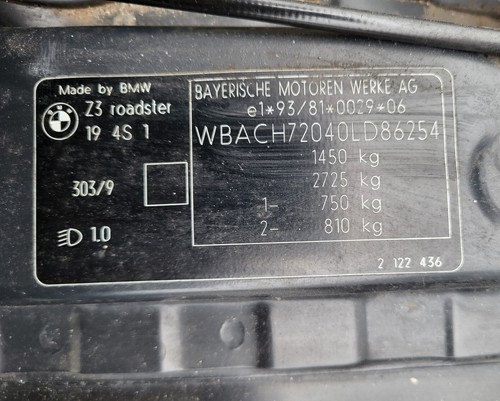 Made by BMW
Z3 roadster
19 4S 1
303/9
1.0
BAYERISCHE MOTOREN WERKE AG
e1*93/81*0029*06
WBACH72040LD86254
1450 kg
2725 kg
1- 750 kg
2- 810 kg
2 122 436